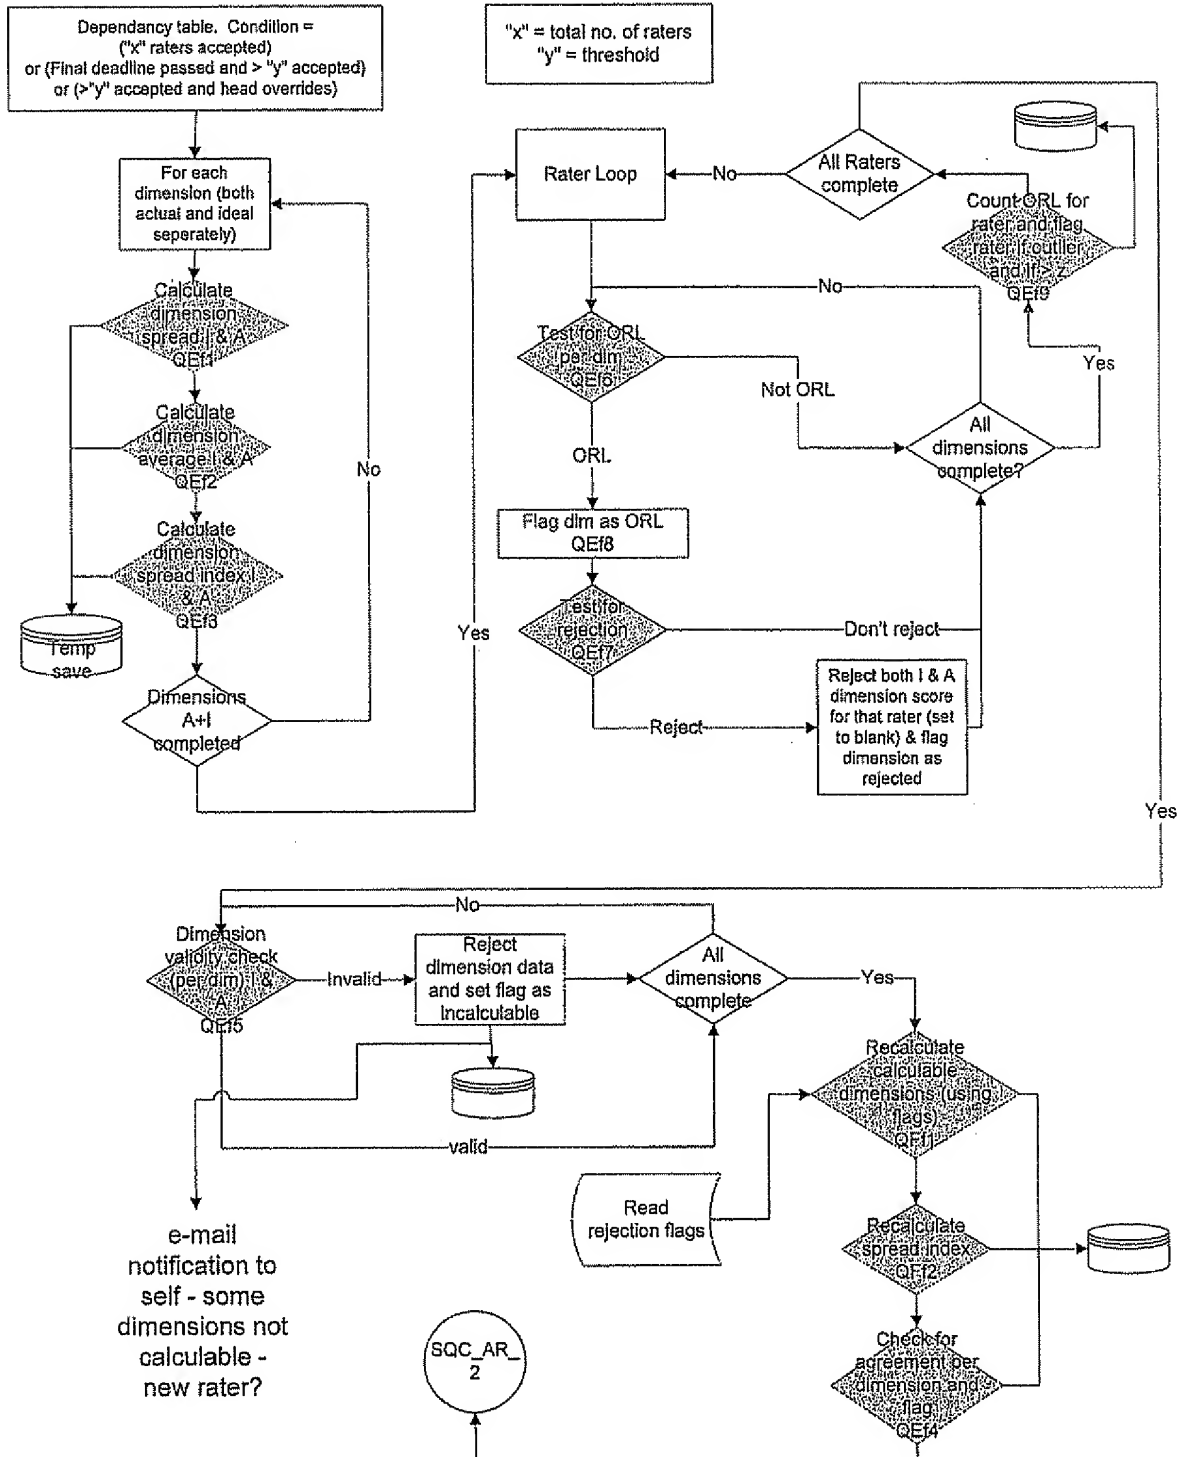 Dependancy table. Condition =
("x" raters accepted)
or (Final deadline passed and > "y" accepted)
or (>"y" accepted and head overrides)
"x" = total no. of raters
"y" = threshold
For each
dimension (both
actual and ideal
seperately)
Calculate
dimension
spread I & A
QEf1
Calculate
dimension
average I & A
QEf2
Calculate
dimension
spread index I
& A
QEf3
Temp
save
Dimensions
A+I
completed
No
Yes
Rater Loop
No
All Raters
complete
Count ORL for
rater and flag
rater if outlier
and if > z
QEf9
No
Test for ORL
per dim
QEf6
Not ORL
Yes
All
dimensions
complete?
ORL
Flag dim as ORL
QEf8
Test for
rejection
QEf7
Don't reject
Reject
Reject both I & A
dimension score
for that rater (set
to blank) & flag
dimension as
rejected
Yes
No
Dimension
validity check
(per dim) I &
A
QEf5
Invalid
Reject
dimension data
and set flag as
Incalculable
All
dimensions
complete
Yes
valid
Recalculate
calculable
dimensions (using
flags)
QFf1
Read
rejection flags
Recalculate
spread index
QFf2
e-mail
notification to
self - some
dimensions not
calculable -
new rater?
SQC_AR_
2
Check for
agreement per
dimension and
flag
QEf4